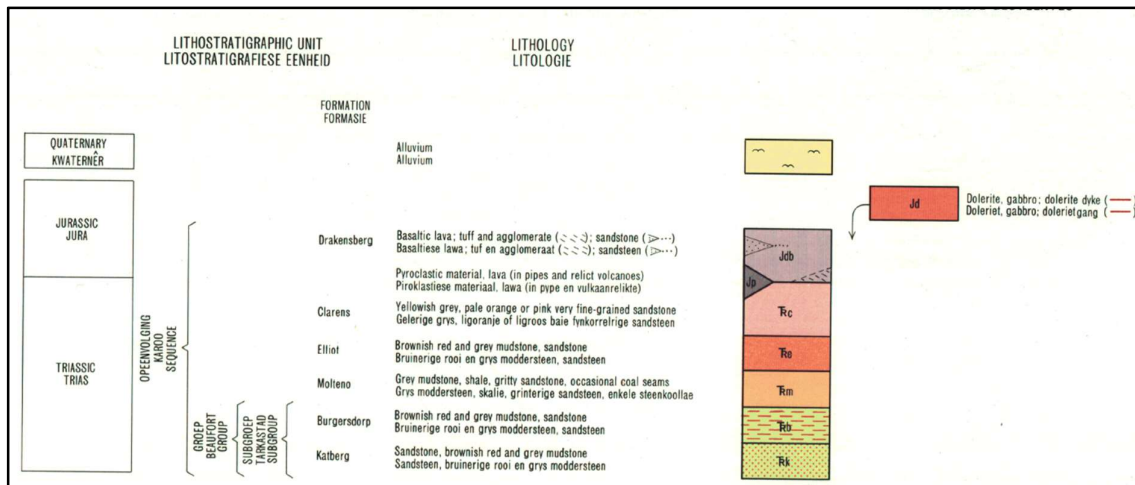 LITHOSTRATIGRAPHIC UNIT
LITOSTRATIGRAFIESE EENHEID
LITHOLOGY
LITOLOGIE
FORMATION
FORMASIE
QUATERNARY
KWATERNÊR
Alluvium
Alluvium
JURASSIC
JURA
Jd
Dolerite, gabbro; dolerite dyke ( — )
Doleriet, gabbro; dolerietgang ( — )
Drakensberg
Basaltic lava; tuff and agglomerate ( ); sandstone ( )
Basaltiese lawa; tuf en agglomeraat ( ); sandsteen ( )
Jdb
Pyroclastic material, lava (in pipes and relict volcanoes)
Piroklastiese materiaal, lawa (in pype en vulkaanrelikte)
Jp
TRIASSIC
TRIAS
OPEENVOLGING
KAROO
SEQUENCE
Clarens
Yellowish grey, pale orange or pink very fine-grained sandstone
Gelerige grys, ligoranje of ligroos baie fynkorrelrige sandsteen
TRc
Elliot
Brownish red and grey mudstone, sandstone
Bruinerige rooi en grys moddersteen, sandsteen
TRe
Molteno
Grey mudstone, shale, gritty sandstone, occasional coal seams
Grys moddersteen, skalie, grinterige sandsteen, enkele steenkoollae
TRm
GROEP
BEAUFORT
GROUP
SUBGROEP
TARKASTAD
SUBGROUP
Burgersdorp
Brownish red and grey mudstone, sandstone
Bruinerige rooi en grys moddersteen, sandsteen
TRb
Katberg
Sandstone, brownish red and grey mudstone
Sandsteen, bruinerige rooi en grys moddersteen
TRk